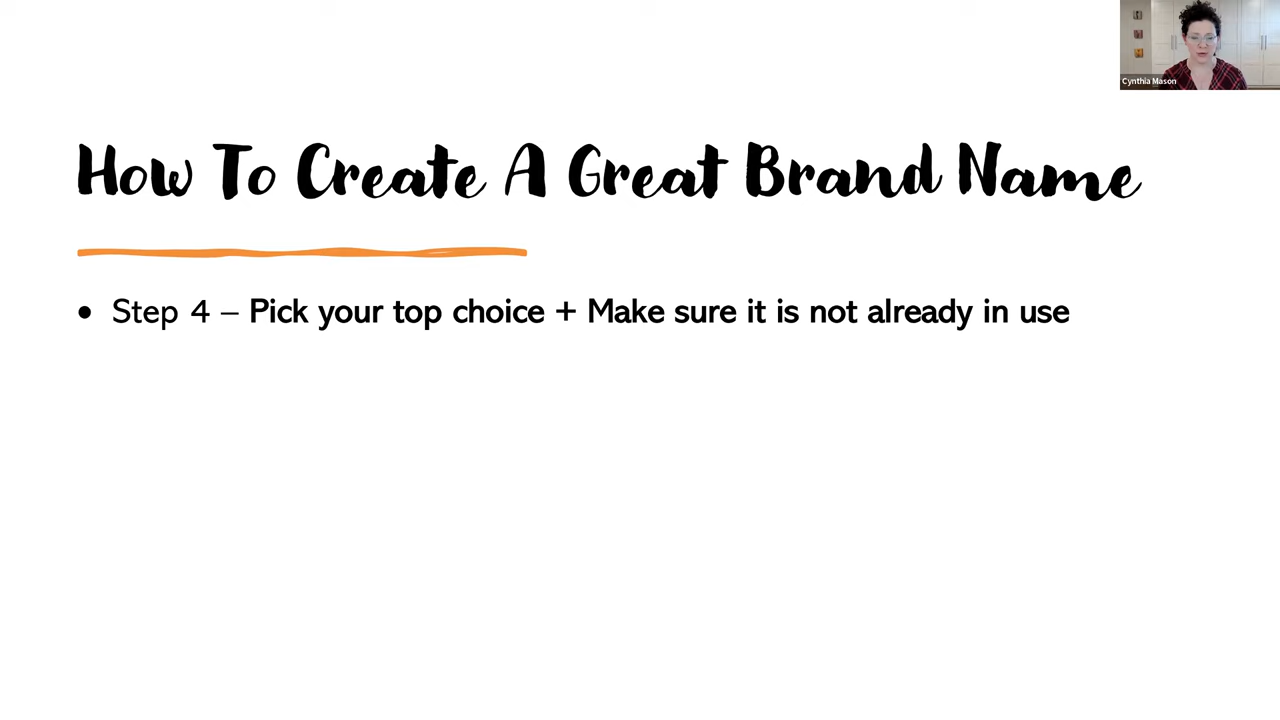 Cynthia Mason
How To Create A Great Brand Name
• Step 4 – Pick your top choice + Make sure it is not already in use